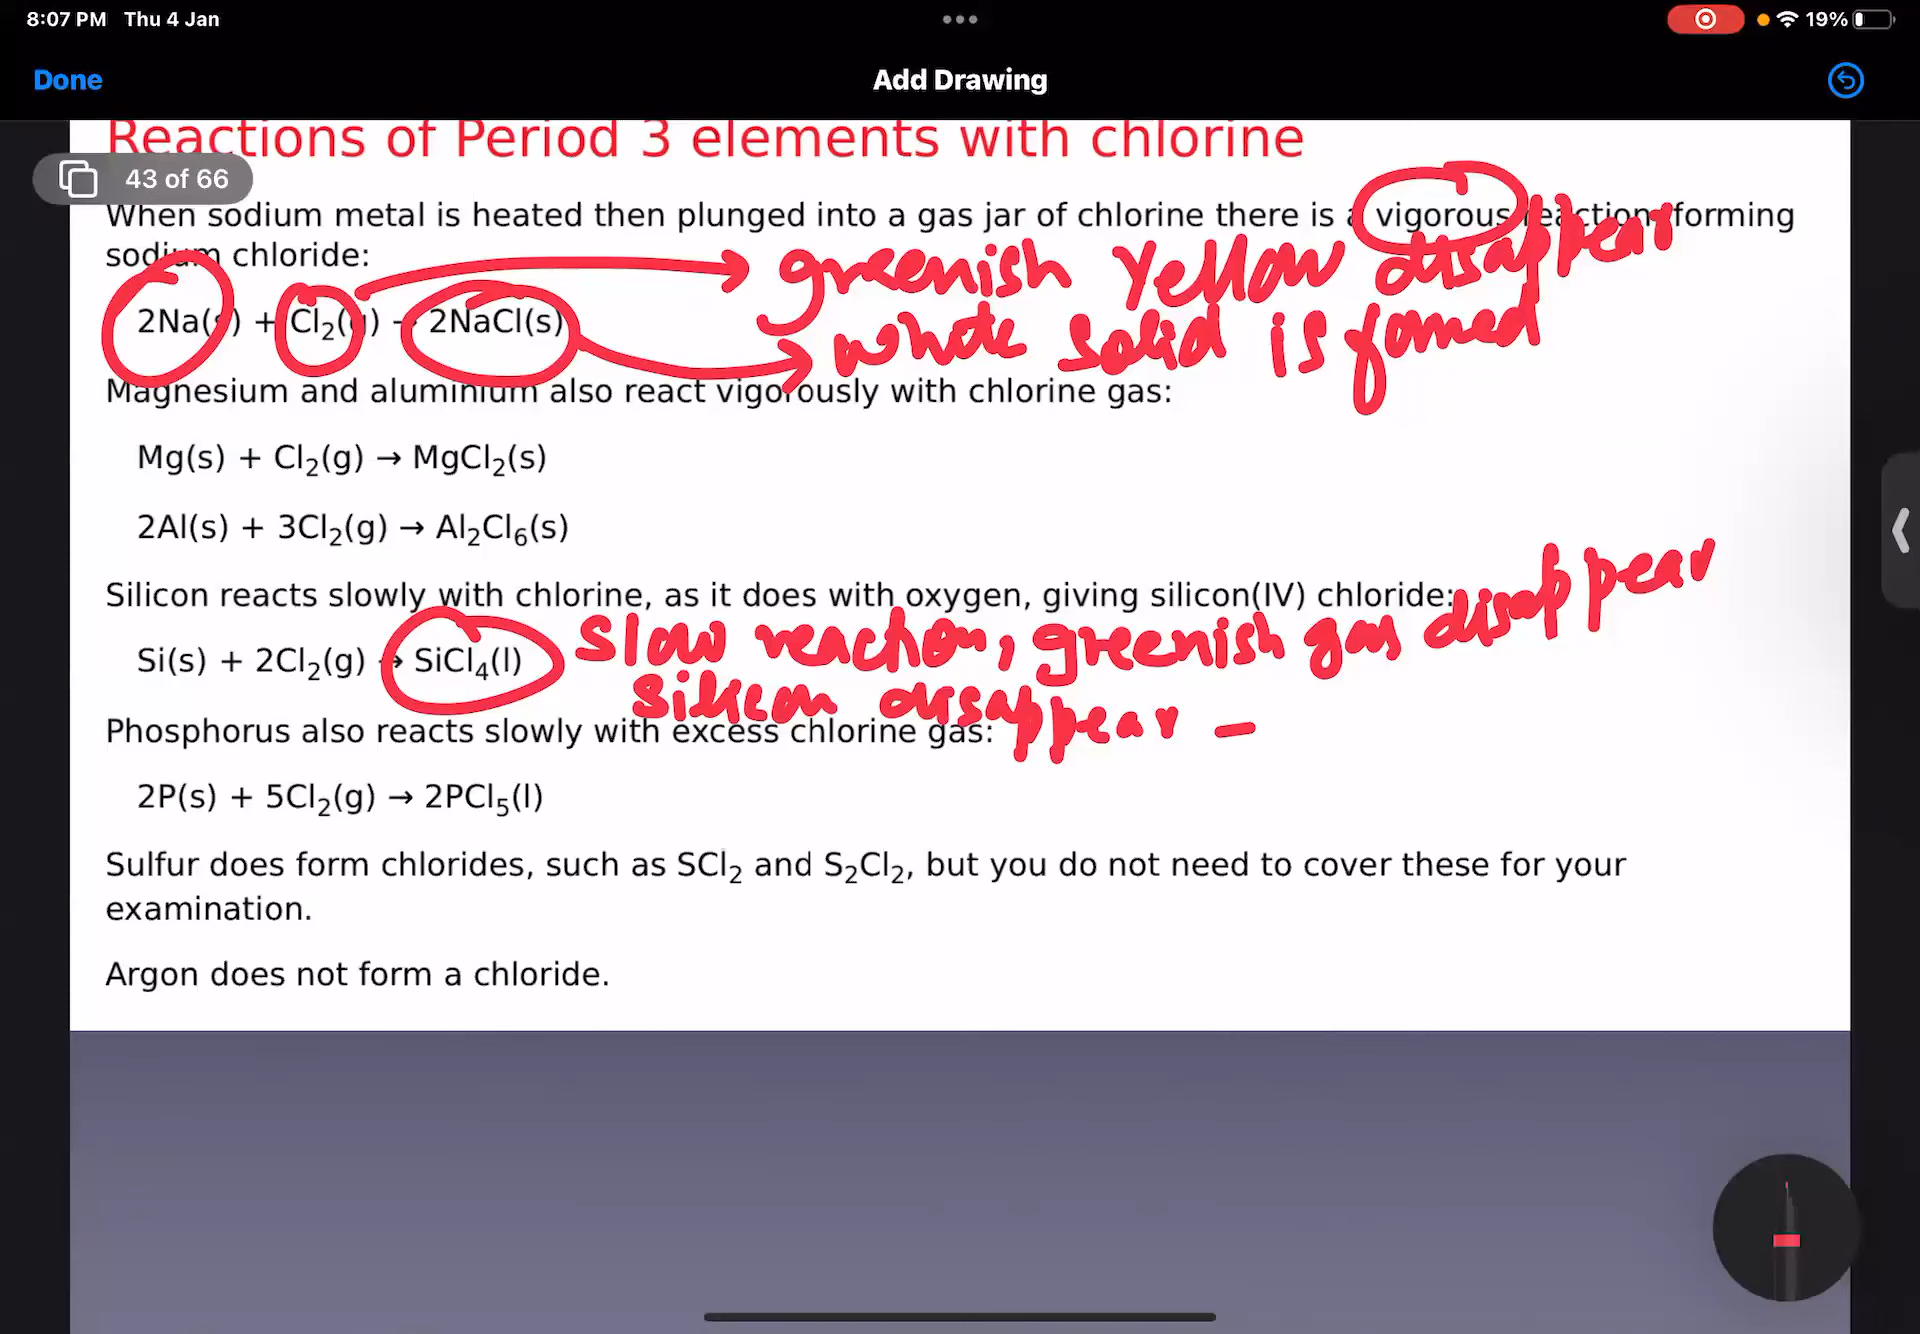 8:07 PM Thu 4 Jan
19%
Done
Add Drawing
Reactions of Period 3 elements with chlorine
43 of 66
When sodium metal is heated then plunged into a gas jar of chlorine there is a vigorous reaction, forming
sodium chloride:
greenish Yellow disappear
2Na(s) + Cl₂(g) → 2NaCl(s)
white solid is formed
Magnesium and aluminium also react vigorously with chlorine gas:
Mg(s) + Cl₂(g) → MgCl₂(s)
2Al(s) + 3Cl₂(g) → Al₂Cl₆(s)
Silicon reacts slowly with chlorine, as it does with oxygen, giving silicon(IV) chloride:
Si(s) + 2Cl₂(g) → SiCl₄(l) Slow reaction, greenish gas disappear
Silicon disappear -
Phosphorus also reacts slowly with excess chlorine gas:
2P(s) + 5Cl₂(g) → 2PCl₅(l)
Sulfur does form chlorides, such as SCl₂ and S₂Cl₂, but you do not need to cover these for your
examination.
Argon does not form a chloride.